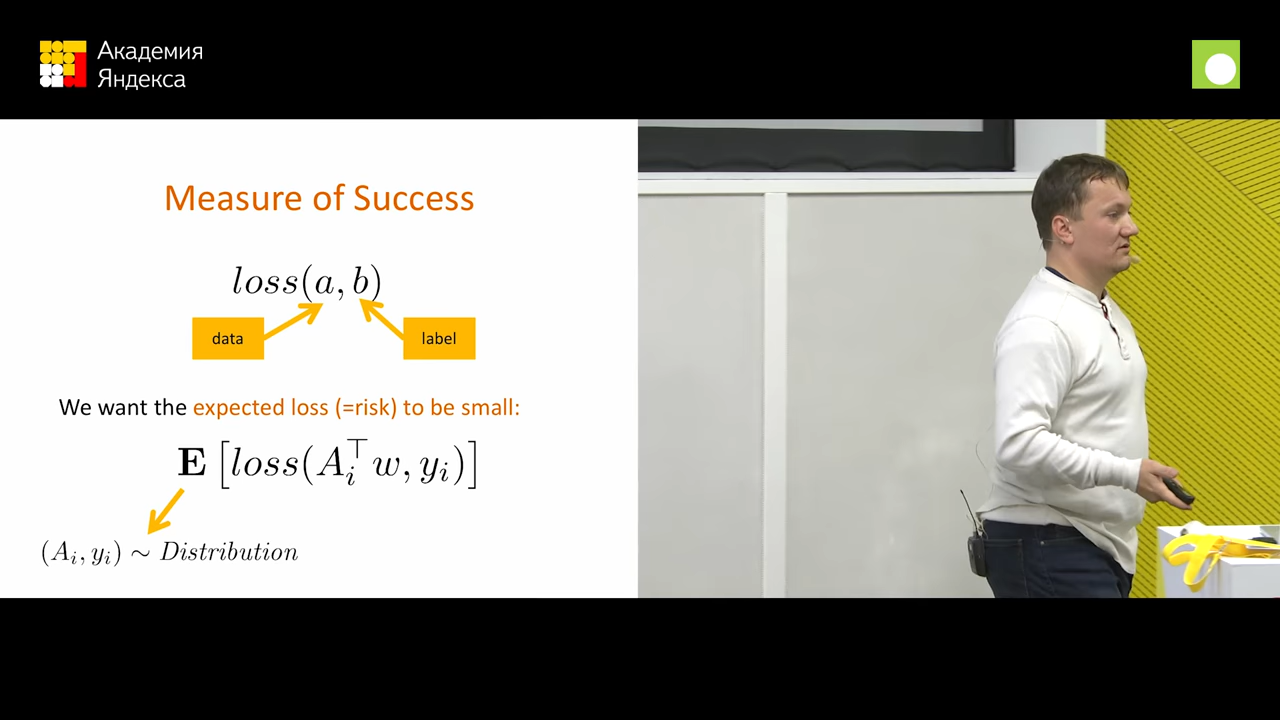 Академия
Яндекса
Measure of Success
loss(a, b)
data
label
We want the expected loss (=risk) to be small:
E [loss(A_i^⊤ w, y_i)]
(A_i, y_i) ∼ Distribution